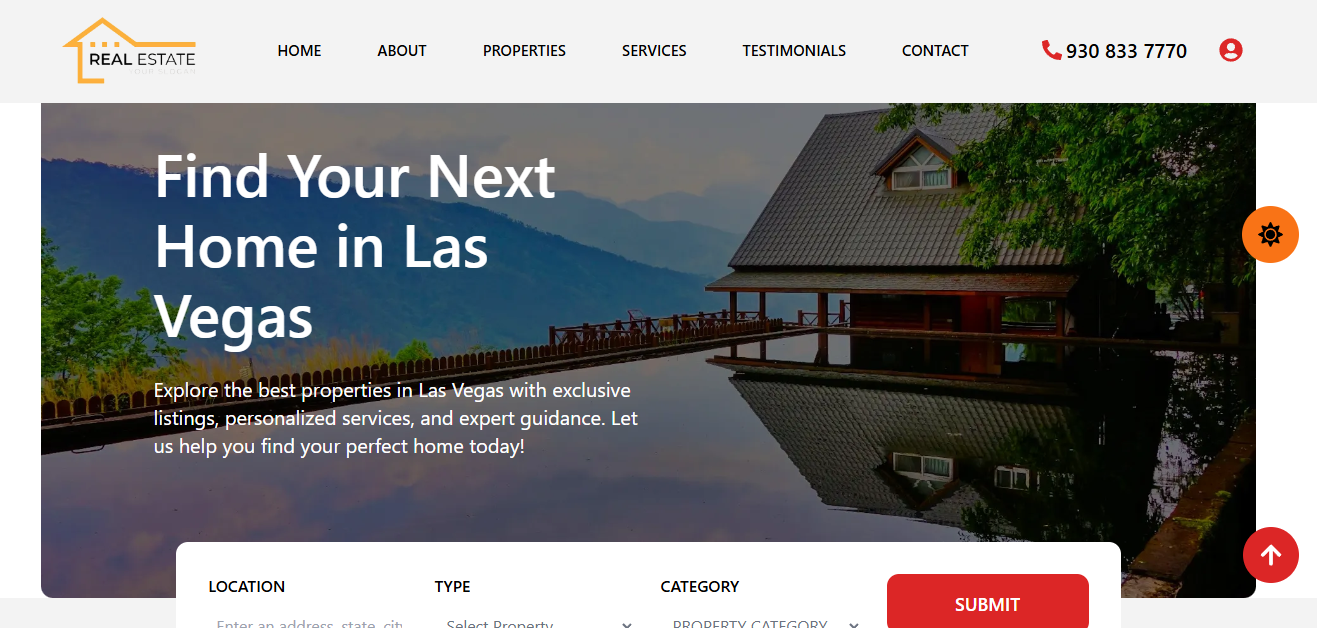 REAL ESTATE
YOUR SLOGAN
HOME ABOUT PROPERTIES SERVICES TESTIMONIALS CONTACT 930 833 7770
Find Your Next
Home in Las
Vegas
Explore the best properties in Las Vegas with exclusive
listings, personalized services, and expert guidance. Let
us help you find your perfect home today!
LOCATION TYPE CATEGORY
SUBMIT
Enter an address, state, city Select Property PROPERTY CATEGORY